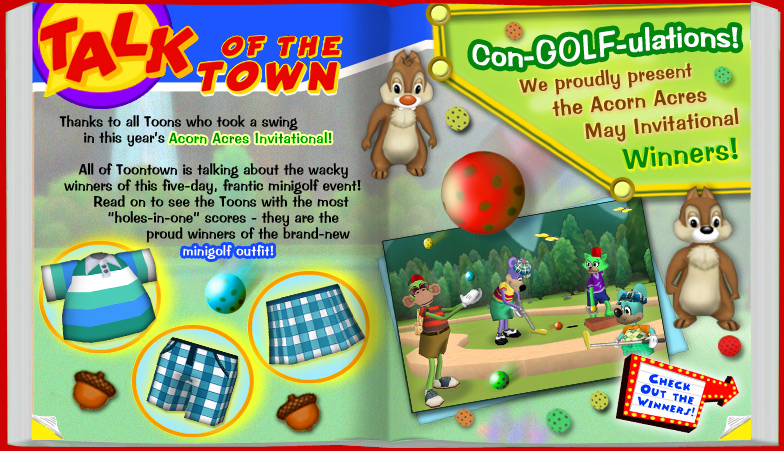 TALK
OF THE
TOWN
Thanks to all Toons who took a swing
in this year's Acorn Acres Invitational!
All of Toontown is talking about the wacky
winners of this five-day, frantic minigolf event!
Read on to see the Toons with the most
"holes-in-one" scores - they are the
proud winners of the brand-new
minigolf outfit!
Con-GOLF-ulations!
We proudly present
the Acorn Acres
May Invitational
Winners!
Check
Out the
Winners!